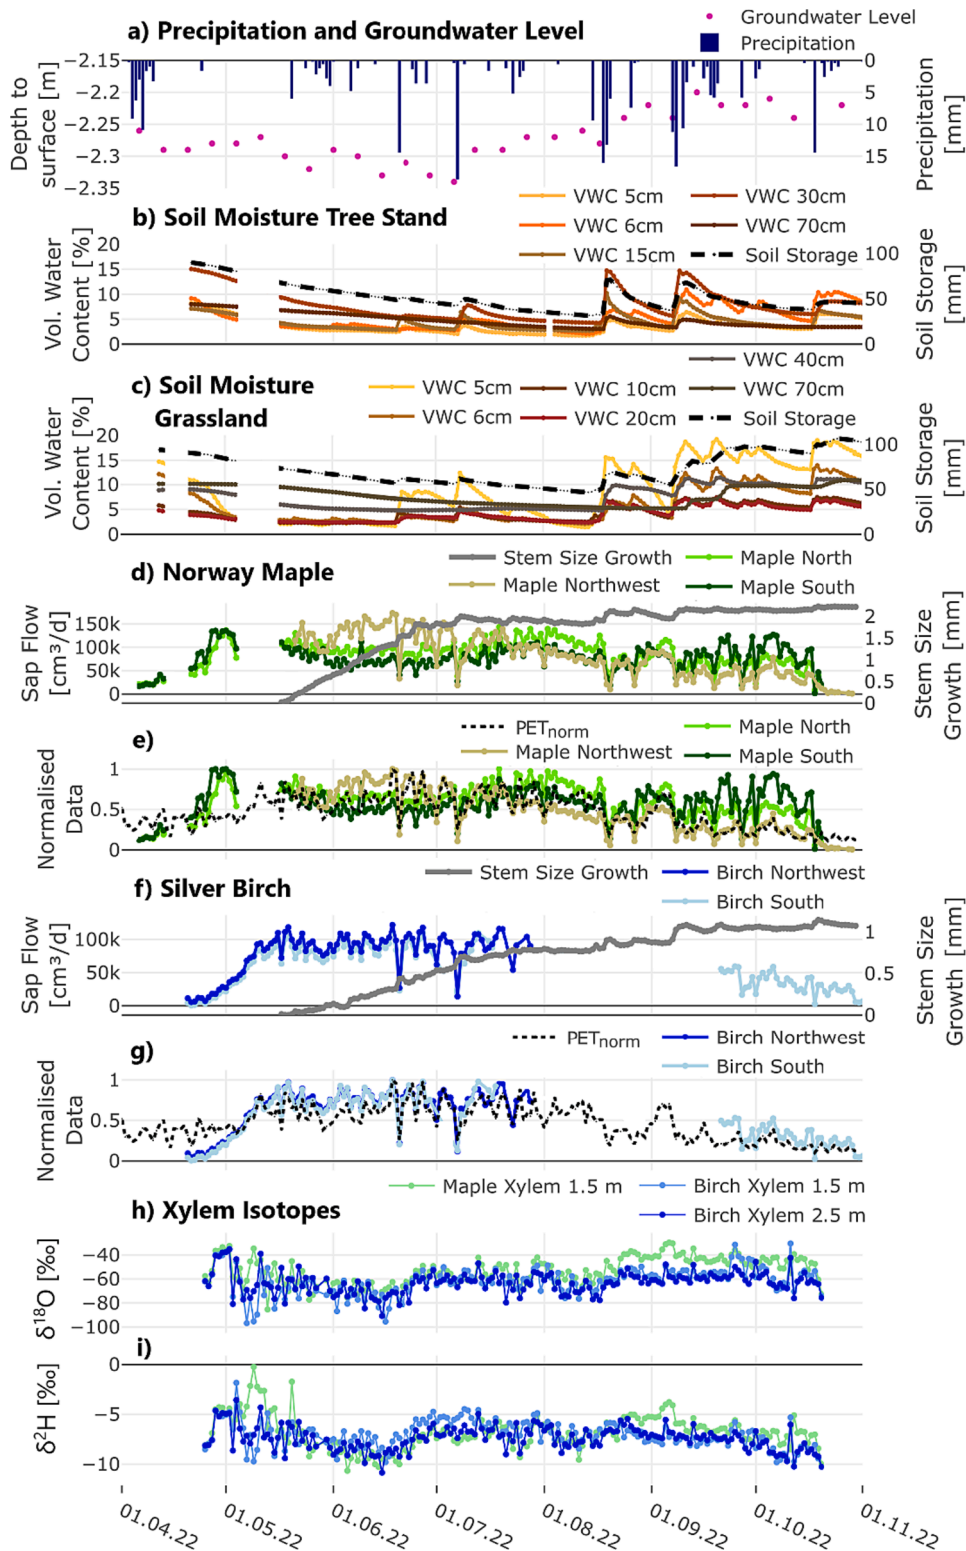 Groundwater Level
a) Precipitation and Groundwater Level
Precipitation
Depth to surface [m]
−2.15
−2.2
−2.25
−2.3
−2.35
0
5
10
15
Precipitation [mm]
VWC 5cm
VWC 30cm
b) Soil Moisture Tree Stand
VWC 6cm
VWC 70cm
VWC 15cm
Soil Storage
Vol. Water Content [%]
20
15
10
5
0
100
50
0
Soil Storage [mm]
VWC 40cm
c) Soil Moisture
VWC 5cm
VWC 10cm
VWC 70cm
Grassland
VWC 6cm
VWC 20cm
Soil Storage
Vol. Water Content [%]
20
15
10
5
0
100
50
0
Soil Storage [mm]
Stem Size Growth
Maple North
d) Norway Maple
Maple Northwest
Maple South
Sap Flow [cm³/d]
150k
100k
50k
0
2
1.5
1
0.5
0
Stem Size Growth [mm]
PETnorm
Maple North
e)
Maple Northwest
Maple South
Normalised Data
1
0.5
0
Stem Size Growth
Birch Northwest
f) Silver Birch
Birch South
Sap Flow [cm³/d]
100k
50k
0
1
0.5
0
Stem Size Growth [mm]
PETnorm
Birch Northwest
g)
Birch South
Normalised Data
1
0.5
0
Maple Xylem 1.5 m
Birch Xylem 1.5 m
h) Xylem Isotopes
Birch Xylem 2.5 m
δ¹⁸O [‰]
−40
−60
−80
−100
i)
δ²H [‰]
0
−5
−10
01.04.22
01.05.22
01.06.22
01.07.22
01.08.22
01.09.22
01.10.22
01.11.22